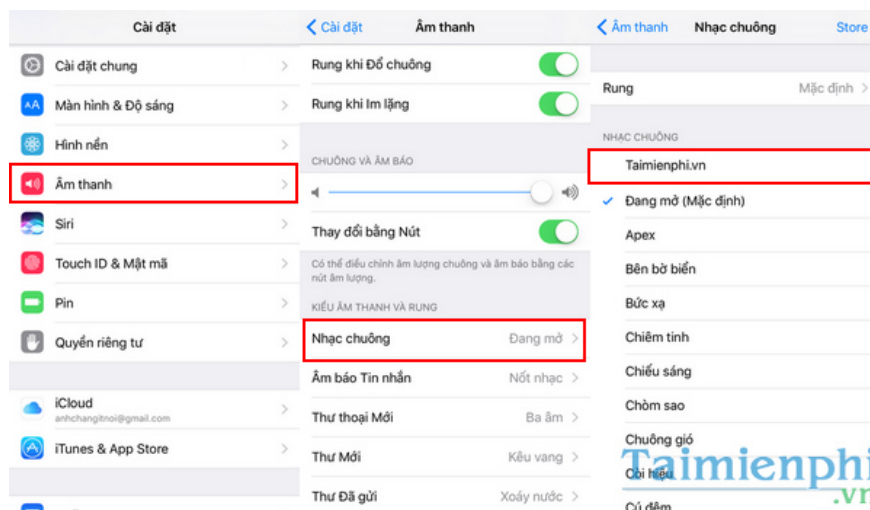 Cài đặt
Cài đặt chung
Màn hình & Độ sáng
Hình nền
Âm thanh
Siri
Touch ID & Mật mã
Pin
Quyền riêng tư
iCloud
anhchangitnoi@gmail.com
iTunes & App Store
Cài đặt Âm thanh
Rung khi Đổ chuông
Rung khi Im lặng
CHUÔNG VÀ ÂM BÁO
Thay đổi bằng Nút
Có thể điều chỉnh âm lượng chuông và âm báo bằng các
nút âm lượng.
KIỂU ÂM THANH VÀ RUNG
Nhạc chuông Đang mở
Âm báo Tin nhắn Nốt nhạc
Thư thoại Mới Ba âm
Thư Mới Kêu vang
Thư Đã gửi Xoáy nước
Âm thanh Nhạc chuông Store
Rung Mặc định
NHẠC CHUÔNG
Taimienphi.vn
Đang mở (Mặc định)
Apex
Bên bờ biển
Bức xạ
Chiêm tinh
Chiếu sáng
Chòm sao
Chuông gió
Còi hiệu
Cú đêm
Taimienphi
.vn